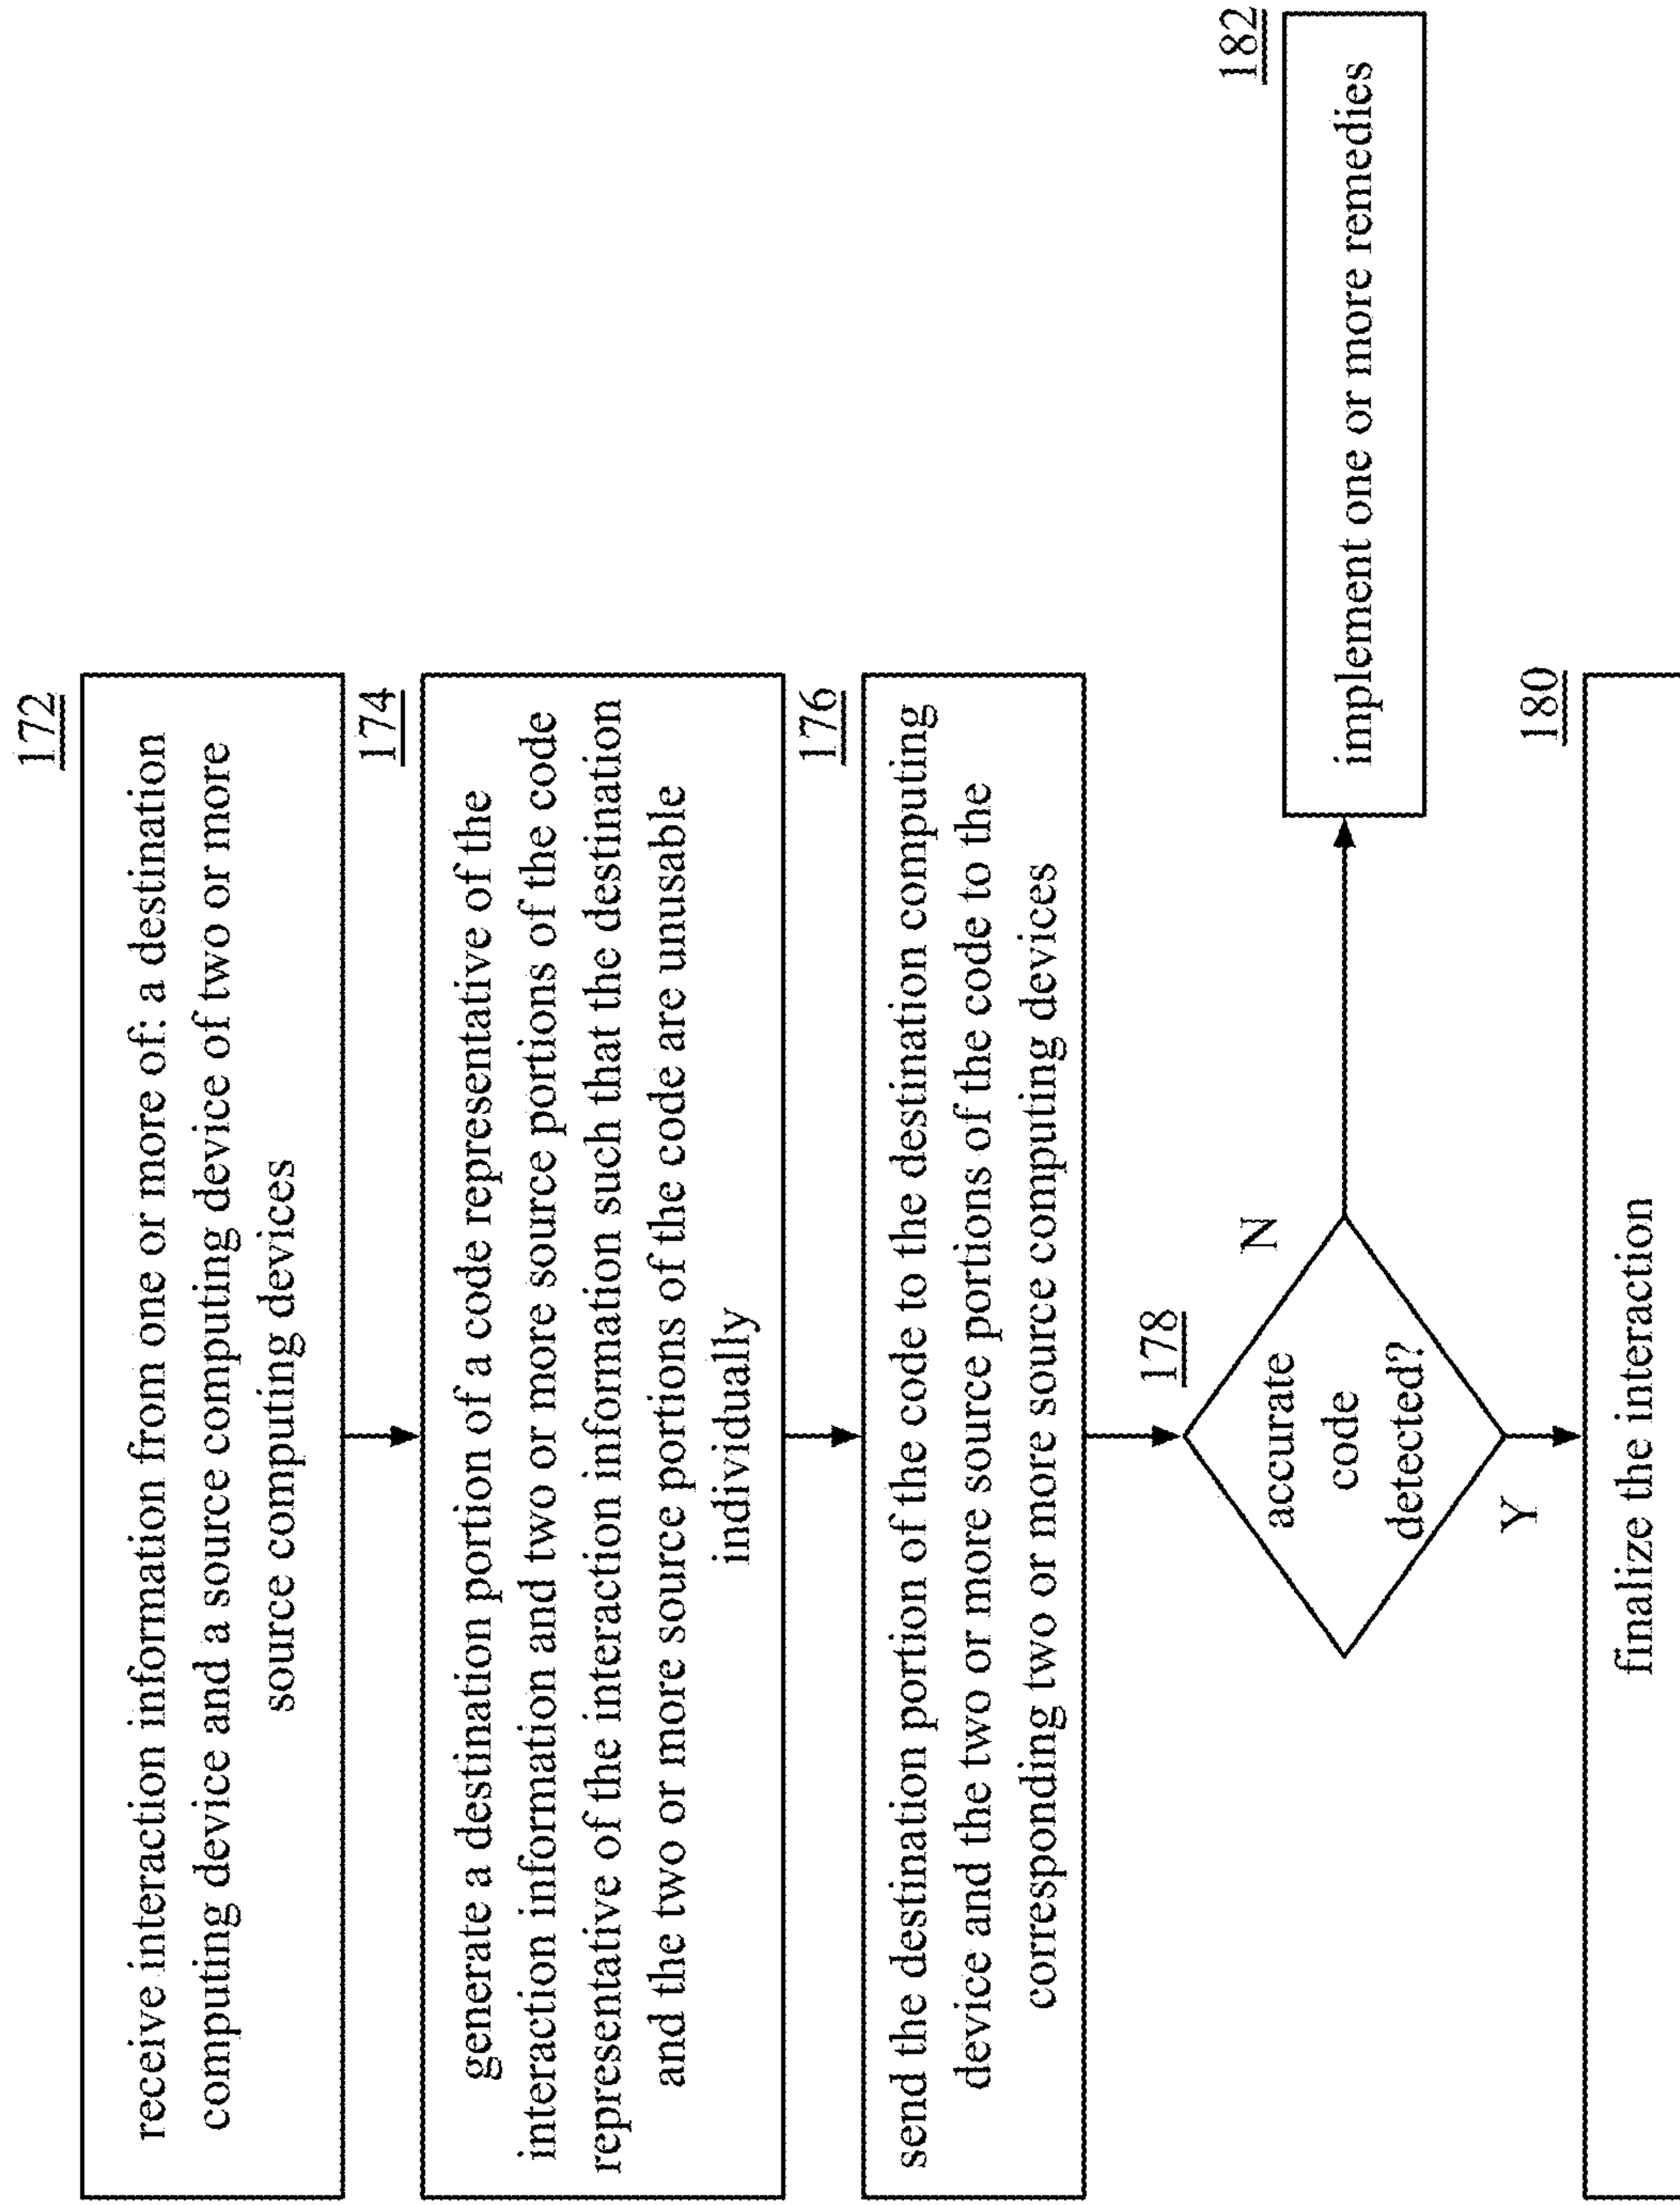 172
receive interaction information from one or more of: a destination
computing device and a source computing device of two or more
source computing devices
174
generate a destination portion of a code representative of the
interaction information and two or more source portions of the code
representative of the interaction information such that the destination
and the two or more source portions of the code are unusable
individually
176
send the destination portion of the code to the destination computing
device and the two or more source portions of the code to the
corresponding two or more source computing devices
178
accurate
code
detected?
N
Y
182
implement one or more remedies
180
finalize the interaction